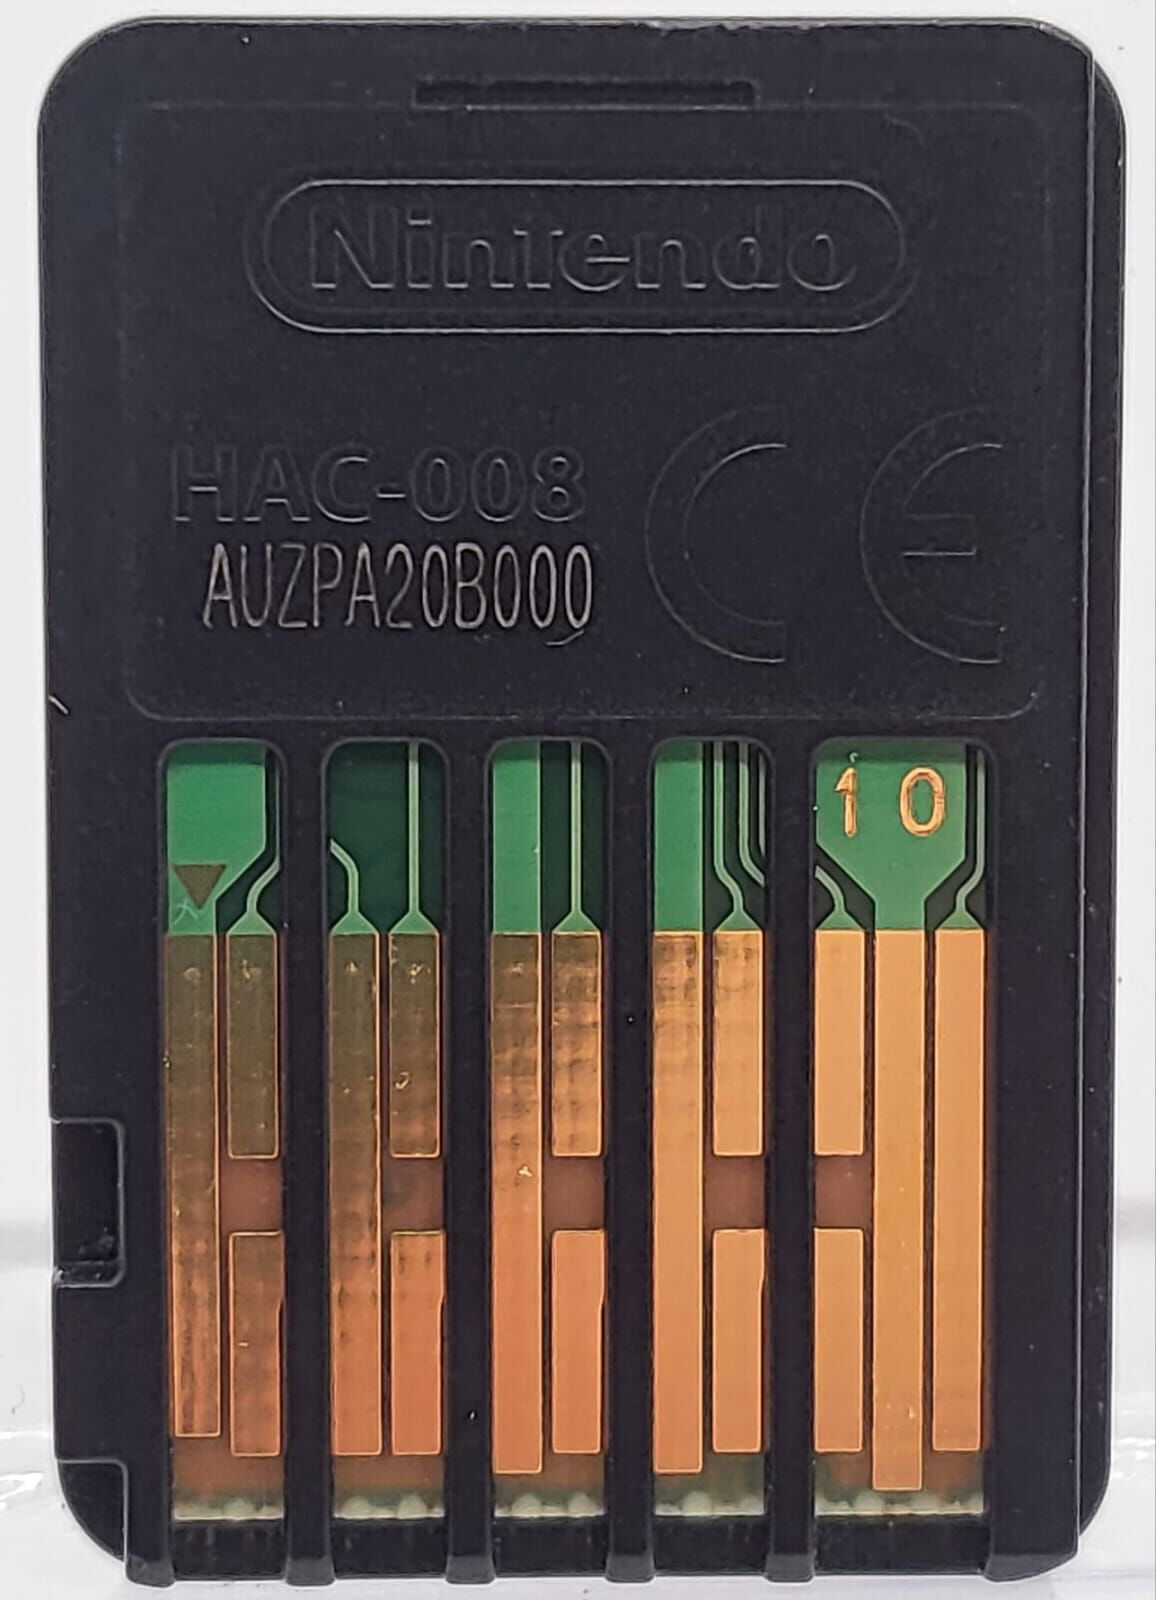 Nintendo
HAC-008
AUZPA20B000
CE
10